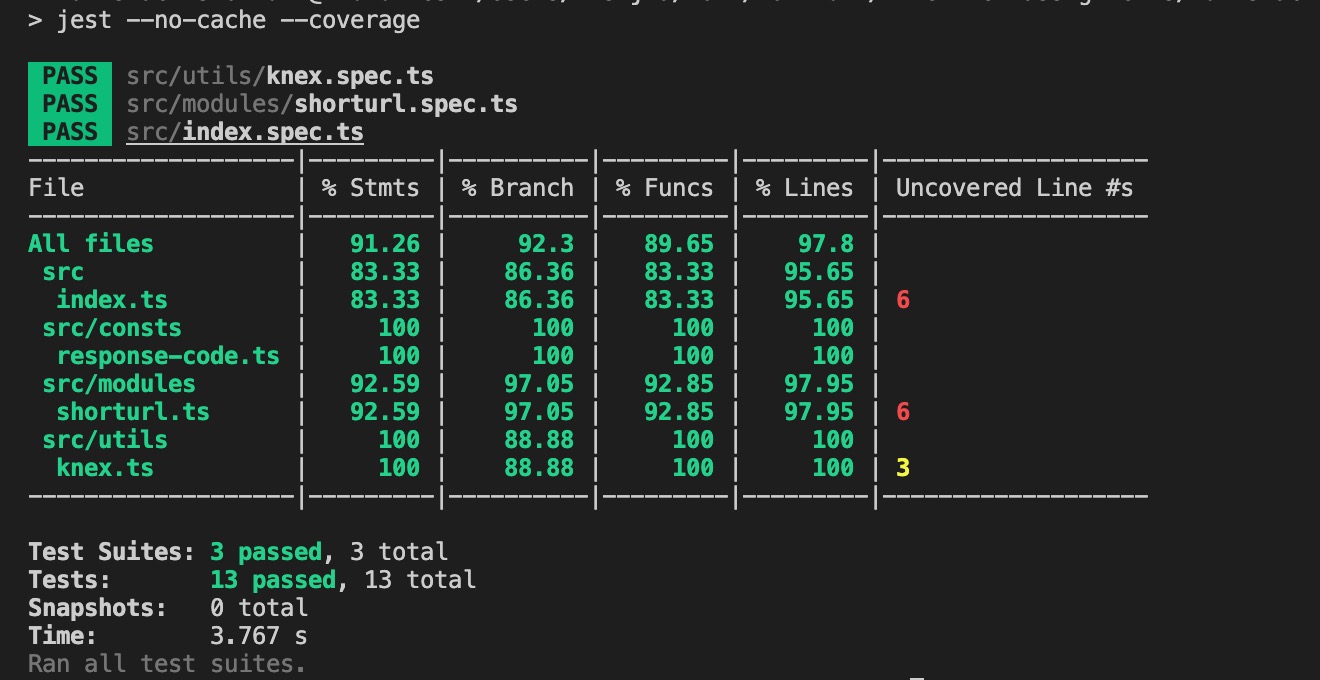 > jest --no-cache --coverage
PASS src/utils/knex.spec.ts
PASS src/modules/shorturl.spec.ts
PASS src/index.spec.ts
-------------------|---------|----------|---------|---------|-------------------
File | % Stmts | % Branch | % Funcs | % Lines | Uncovered Line #s
-------------------|---------|----------|---------|---------|-------------------
All files | 91.26 | 92.3 | 89.65 | 97.8 |
src | 83.33 | 86.36 | 83.33 | 95.65 |
index.ts | 83.33 | 86.36 | 83.33 | 95.65 | 6
src/consts | 100 | 100 | 100 | 100 |
response-code.ts | 100 | 100 | 100 | 100 |
src/modules | 92.59 | 97.05 | 92.85 | 97.95 |
shorturl.ts | 92.59 | 97.05 | 92.85 | 97.95 | 6
src/utils | 100 | 88.88 | 100 | 100 |
knex.ts | 100 | 88.88 | 100 | 100 | 3
-------------------|---------|----------|---------|---------|-------------------
Test Suites: 3 passed, 3 total
Tests: 13 passed, 13 total
Snapshots: 0 total
Time: 3.767 s
Ran all test suites.